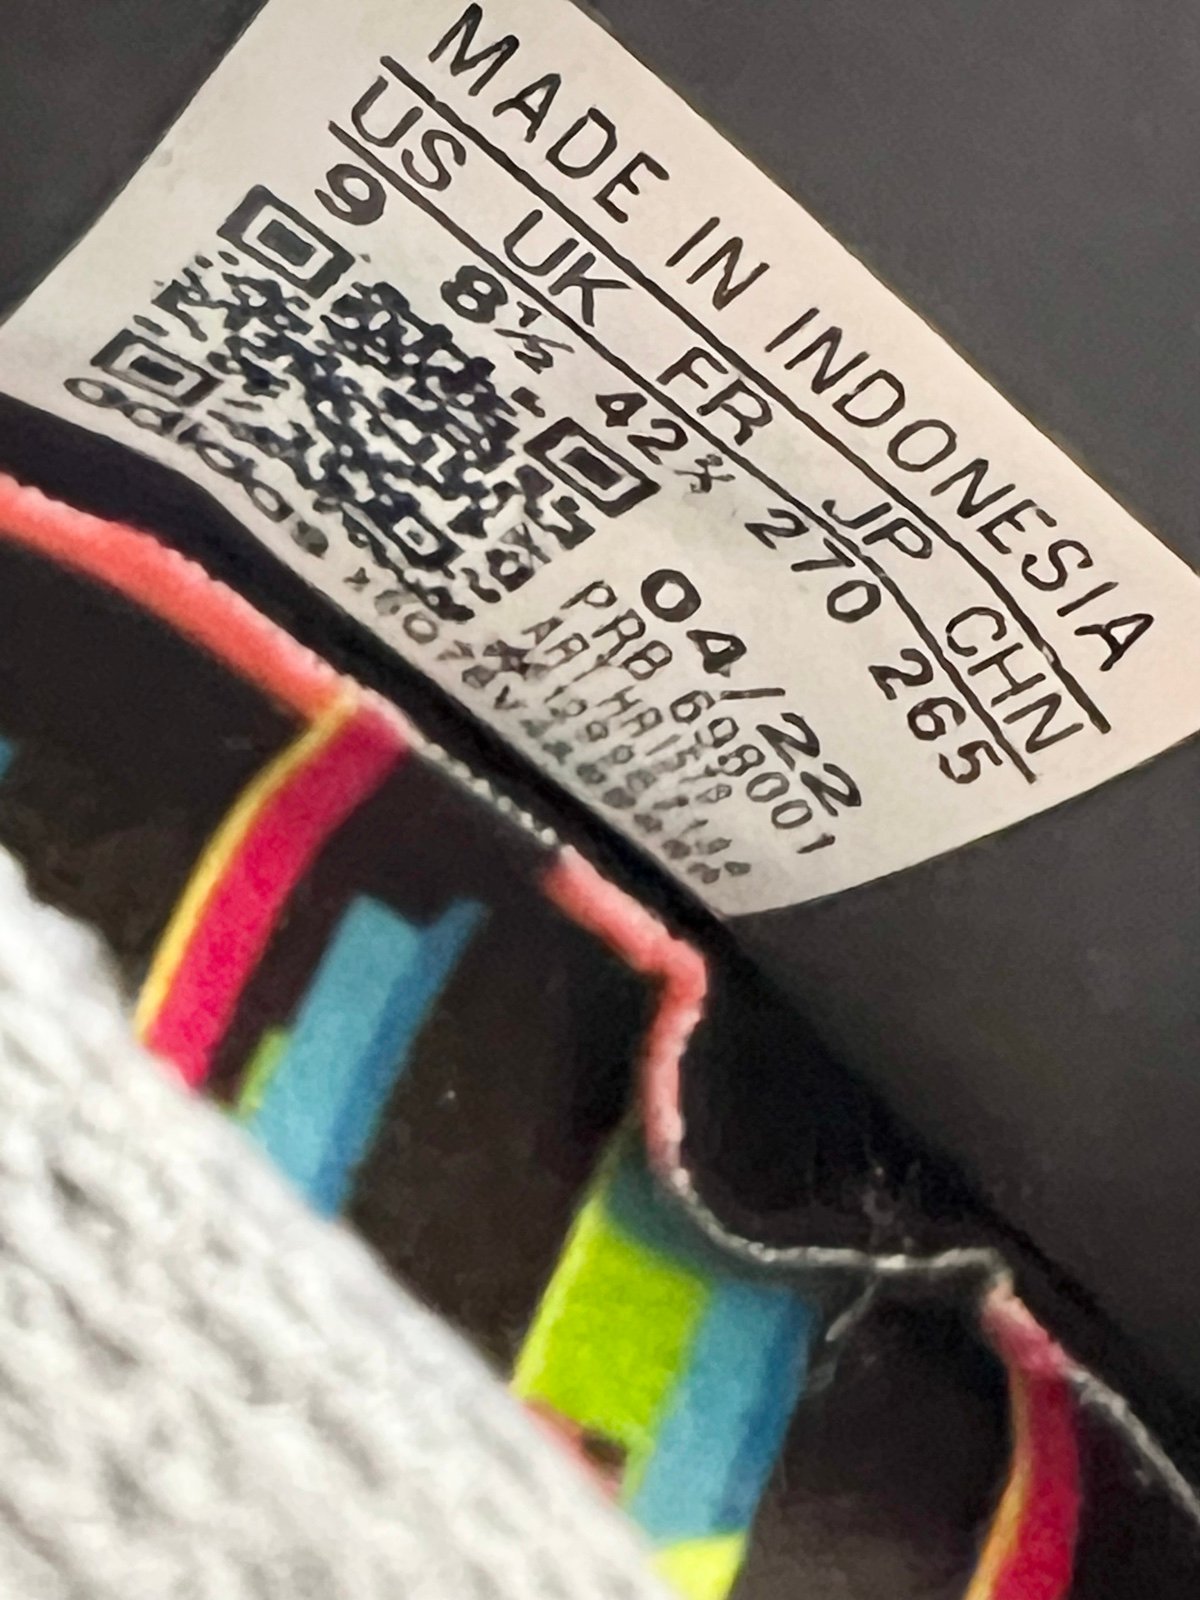 MADE IN INDONESIA
US UK FR JP CHN
9 8½ 42⅔ 270 265
04/22
PRB 698001